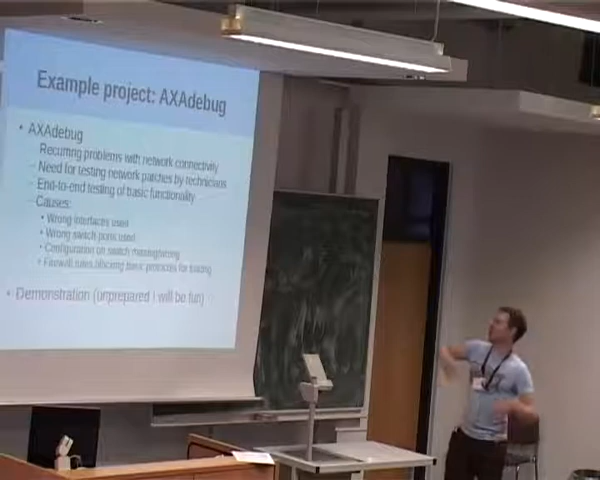 Example project: AXAdebug
• AXAdebug
– Recurring problems with network connectivity
– Need for testing network patches by technicians
– End-to-end testing of basic functionality
– Causes:
• Wrong interfaces used
• Wrong switch ports used
• Configuration on switch missing/wrong
• Firewall rules blocking basic protocols for testing
• Demonstration (unprepared ! will be fun)